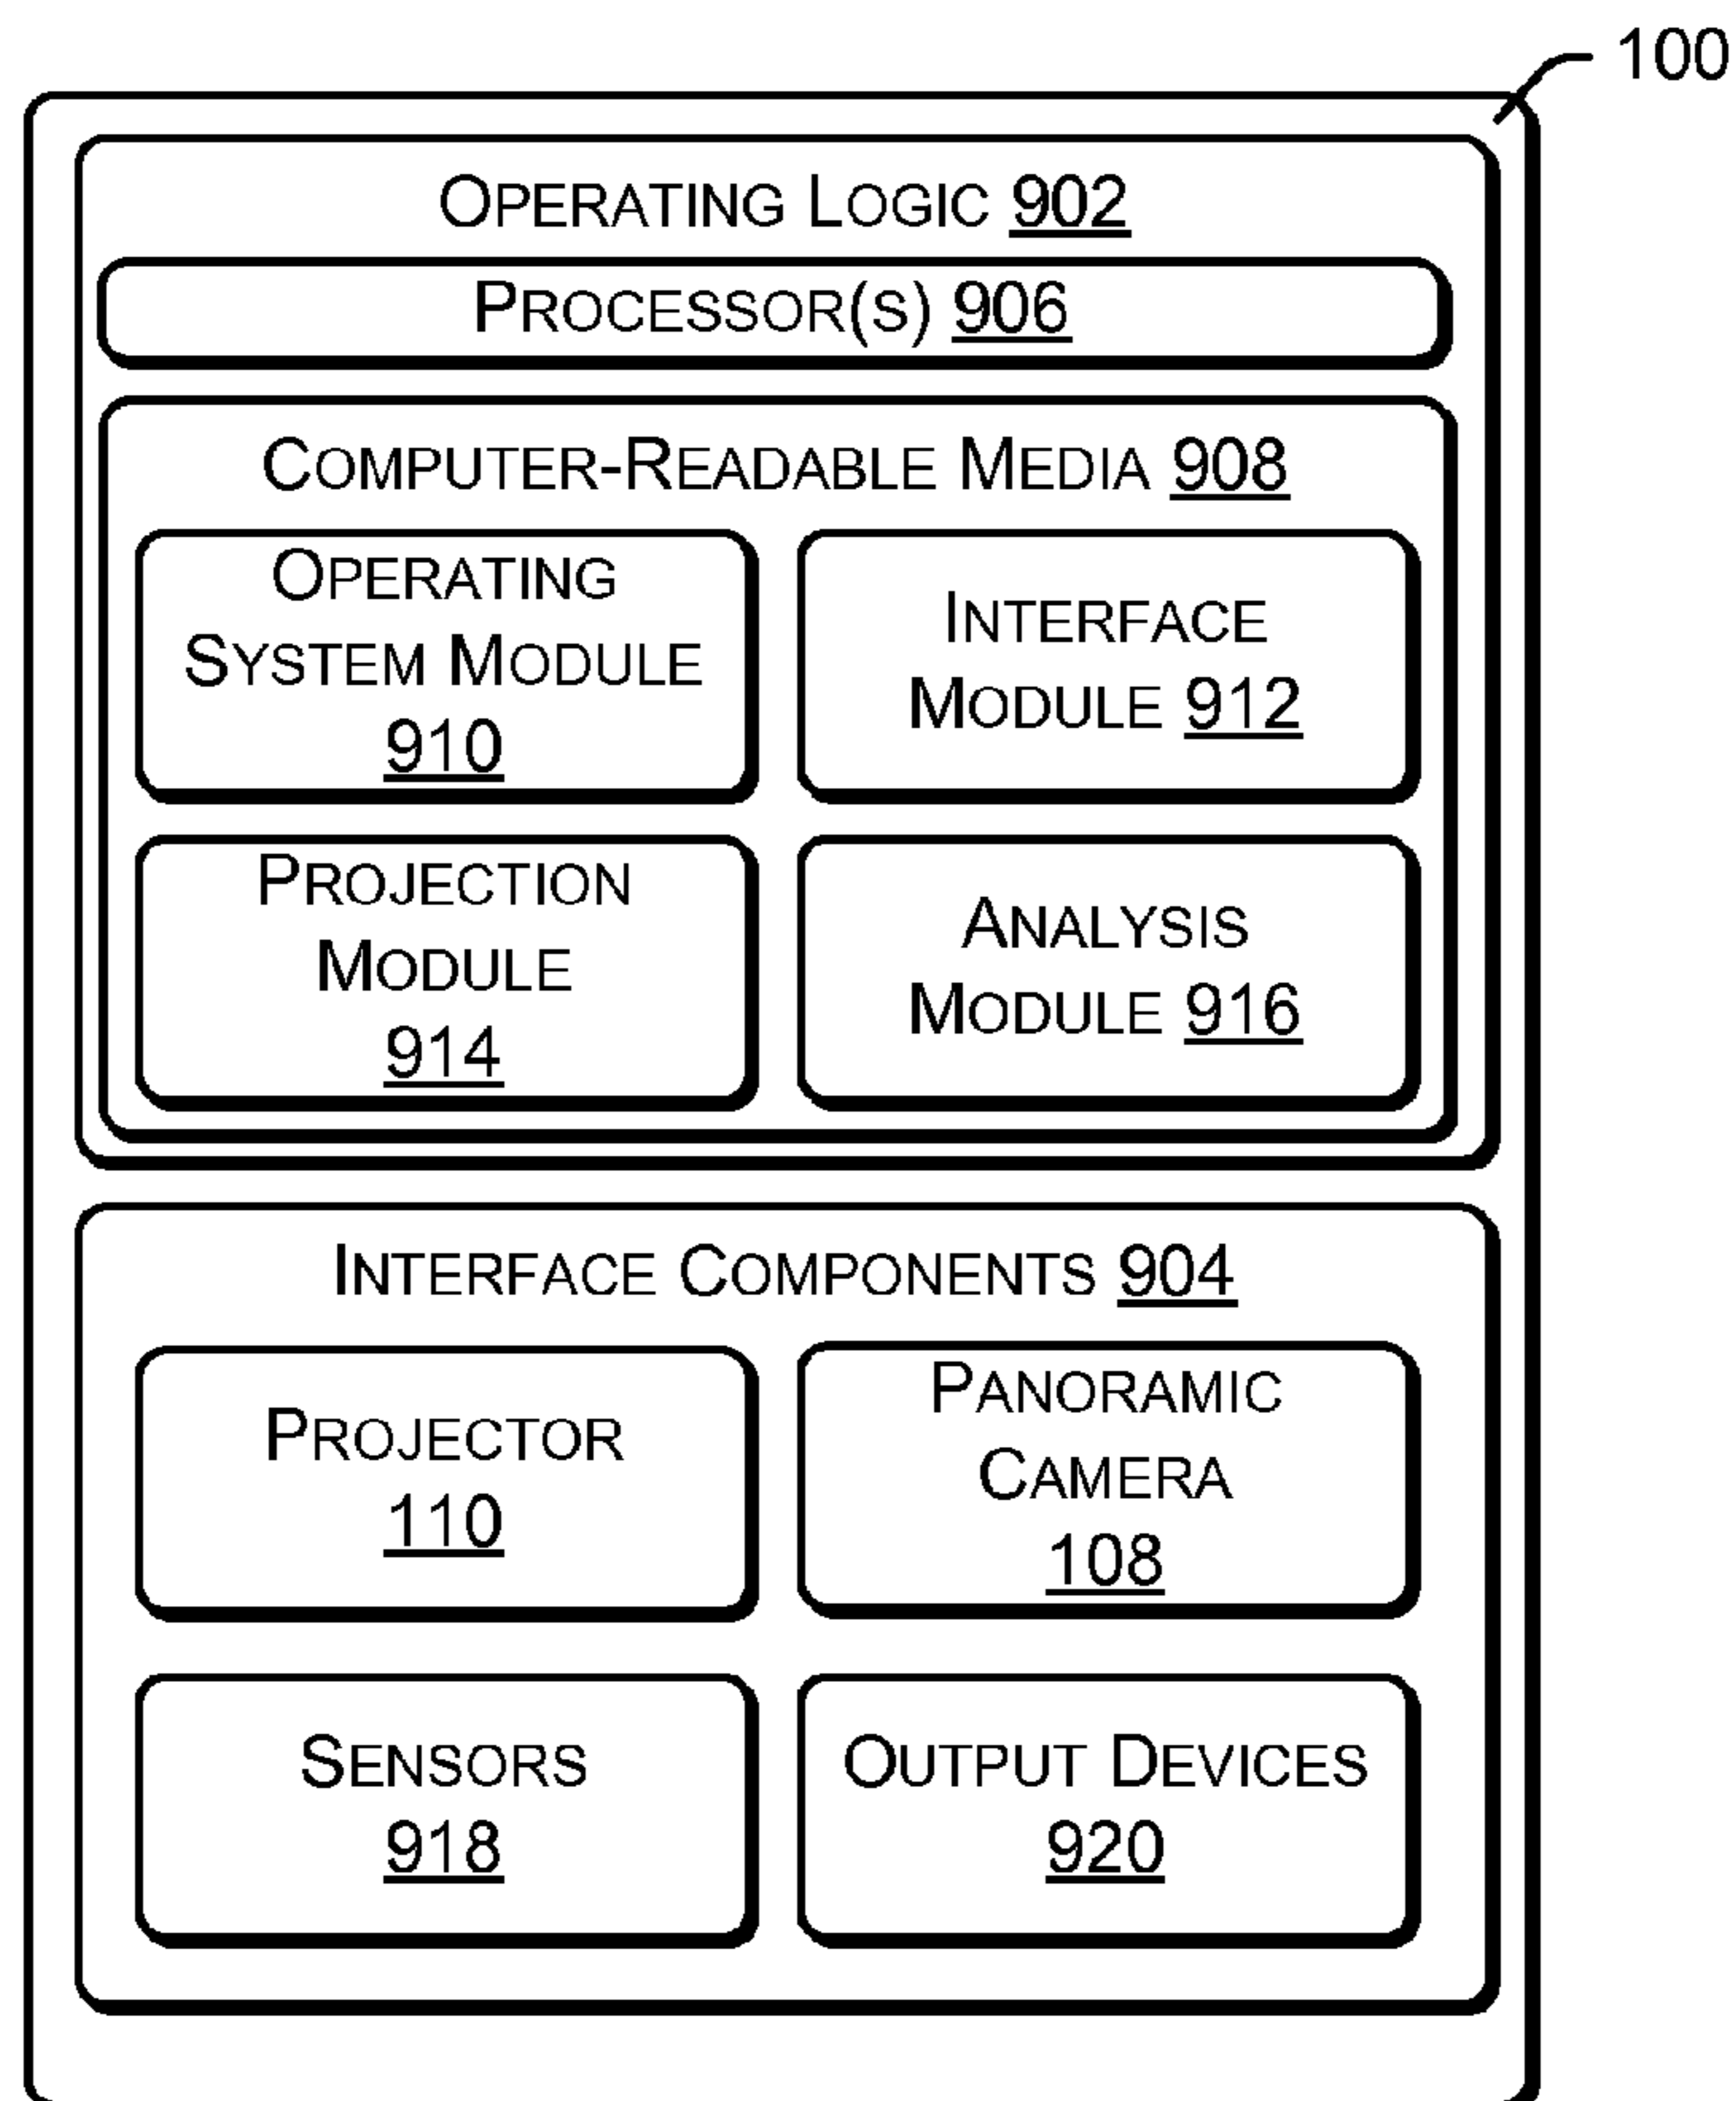 100
OPERATING LOGIC 902
PROCESSOR(S) 906
COMPUTER-READABLE MEDIA 908
OPERATING
SYSTEM MODULE
910
INTERFACE
MODULE 912
PROJECTION
MODULE
914
ANALYSIS
MODULE 916
INTERFACE COMPONENTS 904
PROJECTOR
110
PANORAMIC
CAMERA
108
SENSORS
918
OUTPUT DEVICES
920